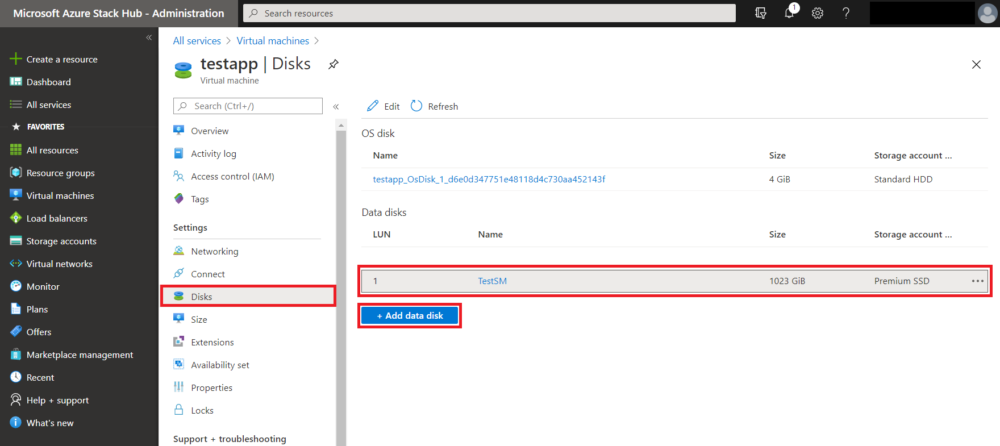 Microsoft Azure Stack Hub - Administration
Search resources
1
Create a resource
Dashboard
All services
FAVORITES
All resources
Resource groups
Virtual machines
Load balancers
Storage accounts
Virtual networks
Monitor
Plans
Offers
Marketplace management
Recent
Help + support
What's new
All services > Virtual machines >
testapp | Disks
Virtual machine
Search (Ctrl+/)
Overview
Activity log
Access control (IAM)
Tags
Settings
Networking
Connect
Disks
Size
Extensions
Availability set
Properties
Locks
Support + troubleshooting
Edit Refresh
OS disk
Name Size Storage account ...
testapp_OsDisk_1_d6e0d347751e48118d4c730aa452143f 4 GiB Standard HDD
Data disks
LUN Name Size Storage account ...
1 TestSM 1023 GiB Premium SSD
+ Add data disk